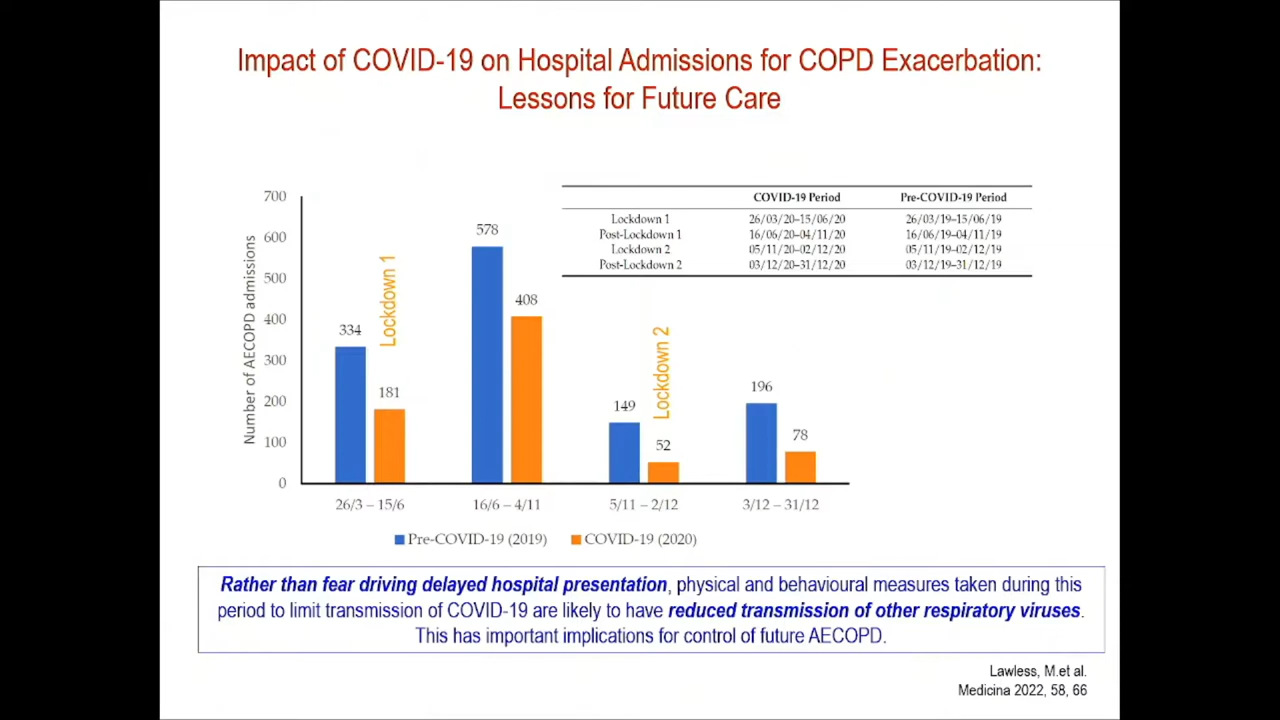 Impact of COVID-19 on Hospital Admissions for COPD Exacerbation:
Lessons for Future Care
COVID-19 Period Pre-COVID-19 Period
Lockdown 1 26/03/20–15/06/20 26/03/19–15/06/19
Post-Lockdown 1 16/06/20–04/11/20 16/06/19–04/11/19
Lockdown 2 05/11/20–02/12/20 05/11/19–02/12/19
Post-Lockdown 2 03/12/20–31/12/20 03/12/19–31/12/19
Number of AECOPD admissions
700
600
500
400
300
200
100
0
334
Lockdown 1
181
578
408
149
Lockdown 2
52
196
78
26/3 – 15/6
16/6 – 4/11
5/11 – 2/12
3/12 – 31/12
Pre-COVID-19 (2019)
COVID-19 (2020)
Rather than fear driving delayed hospital presentation, physical and behavioural measures taken during this
period to limit transmission of COVID-19 are likely to have reduced transmission of other respiratory viruses.
This has important implications for control of future AECOPD.
Lawless, M.et al.
Medicina 2022, 58, 66